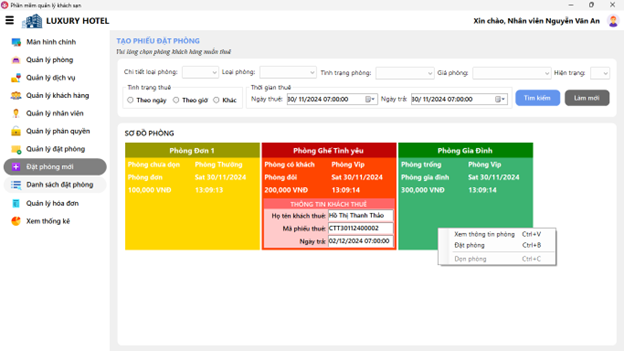 Phần mềm quản lý khách sạn
LUXURY HOTEL
Xin chào, Nhân viên Nguyễn Văn An
Màn hình chính
Quản lý phòng
Quản lý dịch vụ
Quản lý khách hàng
Quản lý nhân viên
Quản lý phân quyền
Quản lý đặt phòng
Đặt phòng mới
Danh sách đặt phòng
Quản lý hóa đơn
Xem thống kê
TẠO PHIẾU ĐẶT PHÒNG
Vui lòng chọn phòng khách hàng muốn thuê
Chi tiết loại phòng: Loại phòng: Tình trạng phòng: Giá phòng: Hiện trạng:
Tình trạng thuê
Theo ngày Theo giờ Khác
Thời gian thuê
Ngày thuê: 30/ 11/2024 07:00:00 Ngày trả: 30/ 11/2024 07:00:00
Tìm kiếm Làm mới
SƠ ĐỒ PHÒNG
Phòng Đơn 1
Phòng chưa dọn Phòng Thường
Phòng đơn Sat 30/11/2024
100,000 VNĐ 13:09:13
Phòng Ghế Tình yêu
Phòng có khách Phòng Vip
Phòng đôi Sat 30/11/2024
200,000 VNĐ 13:09:14
THÔNG TIN KHÁCH THUÊ
Họ tên khách thuê: Hồ Thị Thanh Thảo
Mã phiếu thuê: CTT30112400002
Ngày trả: 02/12/2024 07:00:00
Phòng Gia Đình
Phòng trống Phòng Vip
Phòng gia đình Sat 30/11/2024
300,000 VNĐ 13:09:14
Xem thông tin phòng Ctrl+V
Đặt phòng Ctrl+B
Dọn phòng Ctrl+C